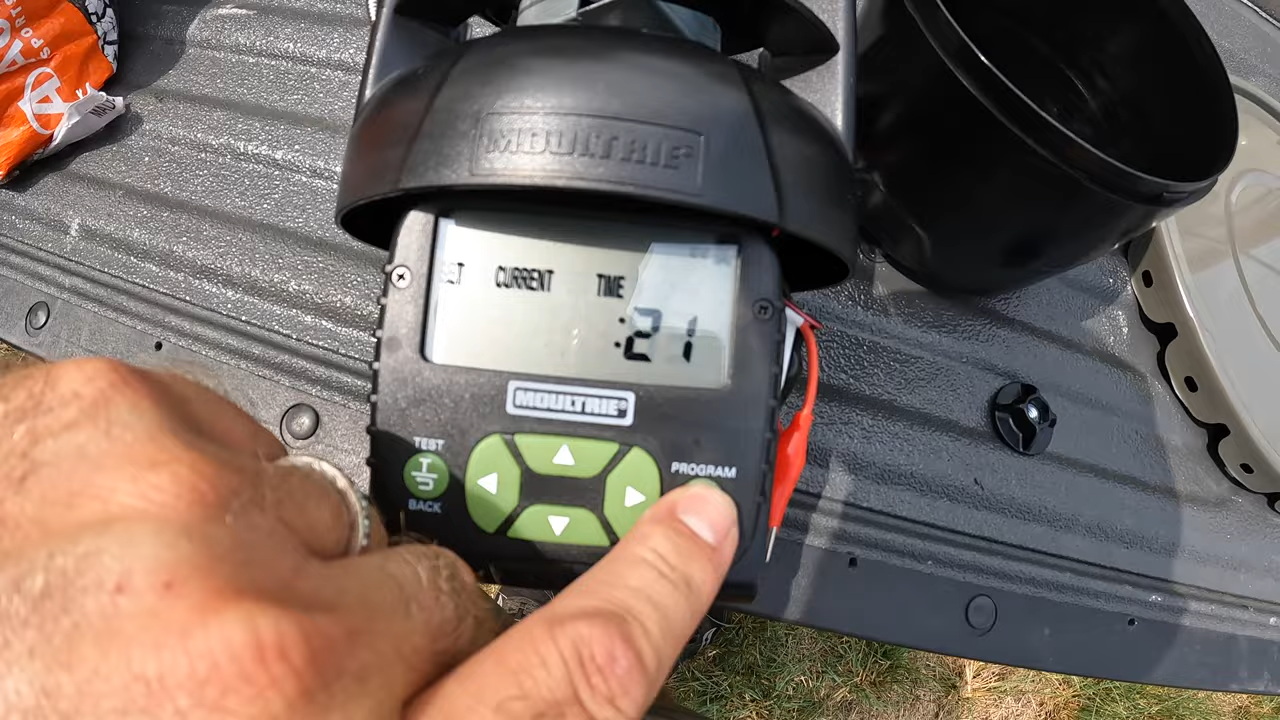 MOULTRIE
CURRENT TIME
:21
MOULTRIE®
TEST
BACK
PROGRAM